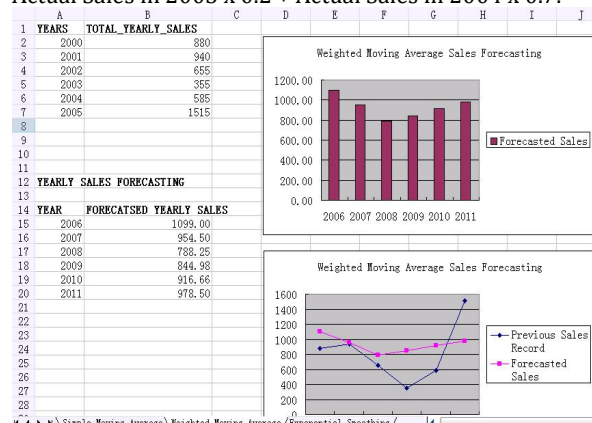 Actual sales in 2003 x 0.2 + Actual sales in 2004 x 0.7.
A B C D E F G H I J
1 YEARS TOTAL_YEARLY_SALES
2 2000 880
3 2001 940
4 2002 655
5 2003 355
6 2004 585
7 2005 1515
8
9
10
11
12 YEARLY SALES FORECASTING
13
14 YEAR FORECATSED YEARLY SALES
15 2006 1099.00
16 2007 954.50
17 2008 788.25
18 2009 844.98
19 2010 916.66
20 2011 978.50
21
22
23
24
25
26
27
28
Weighted Moving Average Sales Forecasting
1200.00
1000.00
800.00
600.00
400.00
200.00
0.00
2006 2007 2008 2009 2010 2011
Forecasted Sales
Weighted Moving Average Sales Forecasting
1600
1400
1200
1000
800
600
400
200
0
Previous Sales
Record
Forecasted
Sales
Simple Moving Average / Weighted Moving Average / Exponential Smoothing /